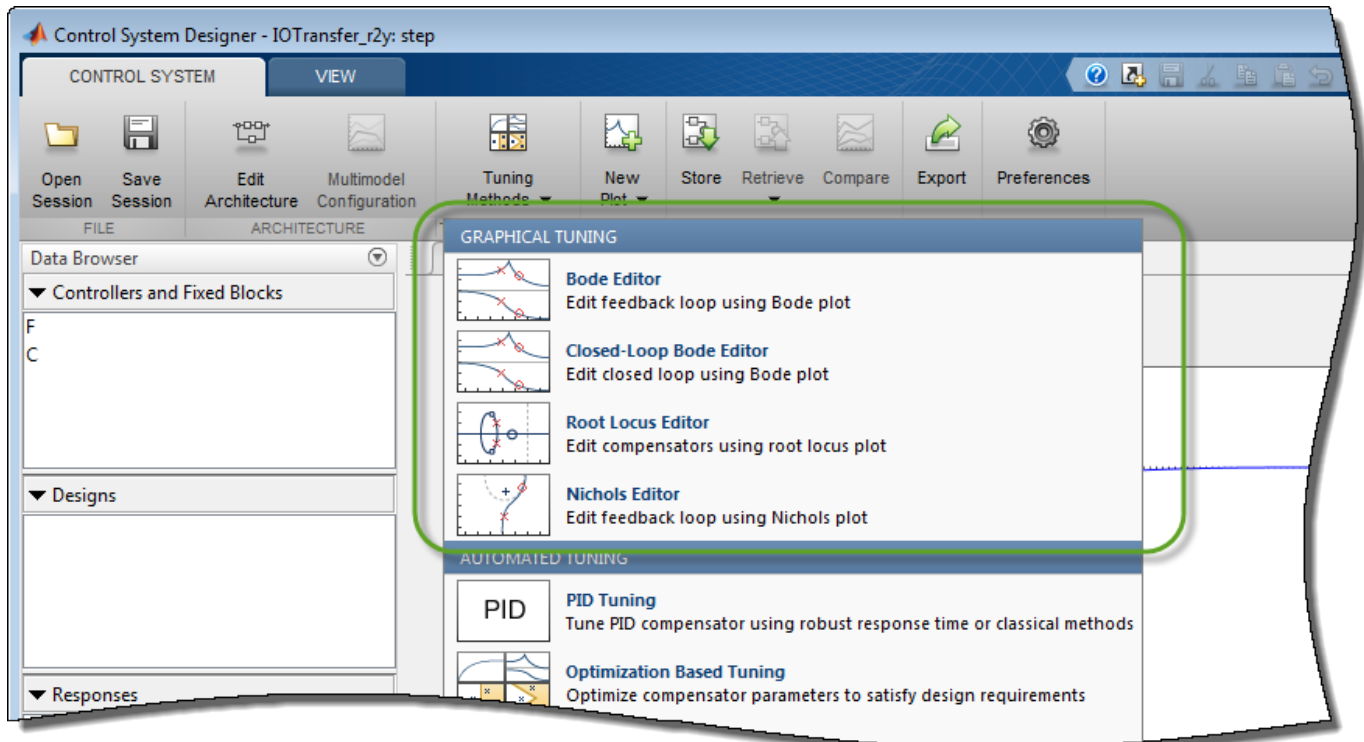 Control System Designer - IOTransfer_r2y: step
CONTROL SYSTEM
VIEW
Open Session
Save Session
Edit Architecture
Multimodel Configuration
Tuning Methods
New Plot
Store
Retrieve
Compare
Export
Preferences
FILE
ARCHITECTURE
Data Browser
Controllers and Fixed Blocks
F
C
Designs
Responses
GRAPHICAL TUNING
Bode Editor
Edit feedback loop using Bode plot
Closed-Loop Bode Editor
Edit closed loop using Bode plot
Root Locus Editor
Edit compensators using root locus plot
Nichols Editor
Edit feedback loop using Nichols plot
AUTOMATED TUNING
PID
PID Tuning
Tune PID compensator using robust response time or classical methods
Optimization Based Tuning
Optimize compensator parameters to satisfy design requirements